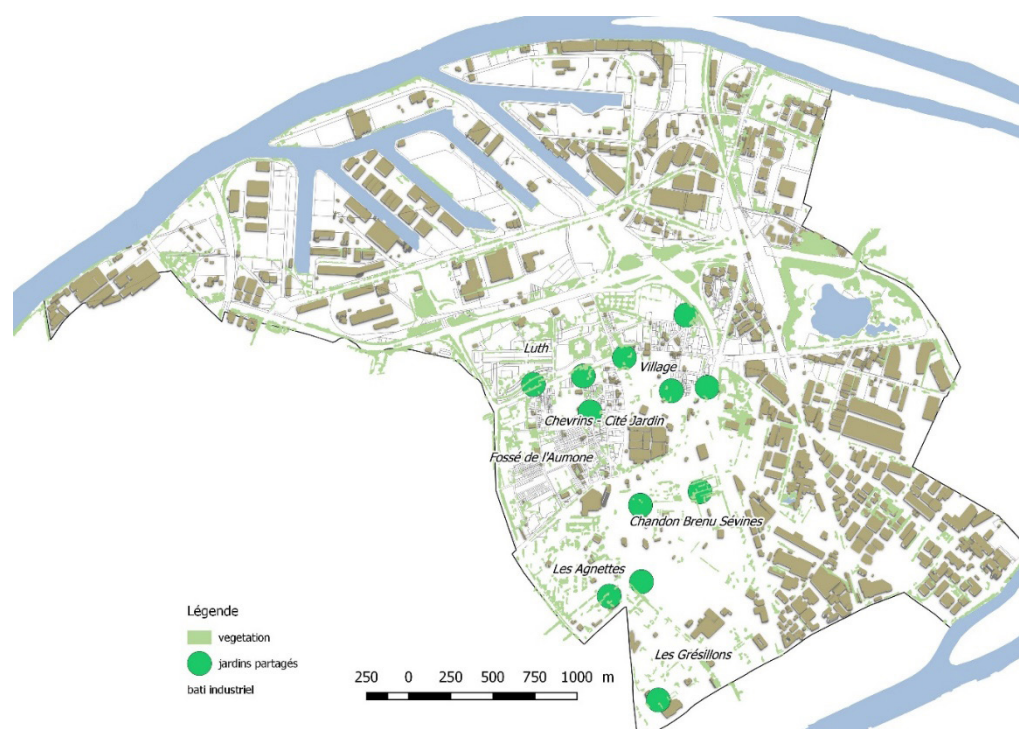 Luth
Village
Chevrins - Cité Jardin
Fossé de l'Aumone
Chandon Brenu Sévines
Les Agnettes
Les Grésillons
Légende
vegetation
jardins partagés
bati industriel
250 0 250 500 750 1000 m